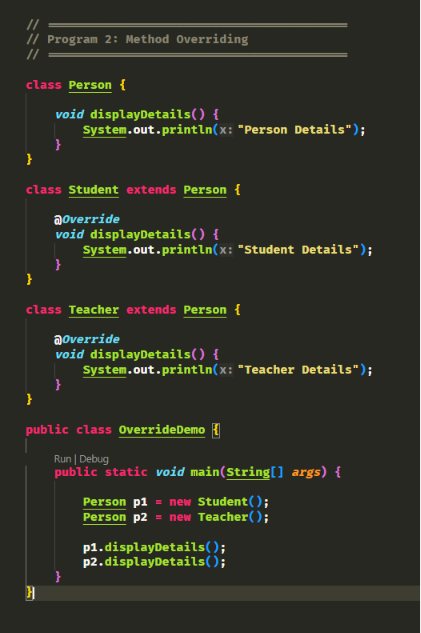 // ==========================================
// Program 2: Method Overriding
// ==========================================
class Person {
void displayDetails() {
System.out.println(x: "Person Details");
}
}
class Student extends Person {
@Override
void displayDetails() {
System.out.println(x: "Student Details");
}
}
class Teacher extends Person {
@Override
void displayDetails() {
System.out.println(x: "Teacher Details");
}
}
public class OverrideDemo {
Run | Debug
public static void main(String[] args) {
Person p1 = new Student();
Person p2 = new Teacher();
p1.displayDetails();
p2.displayDetails();
}
}